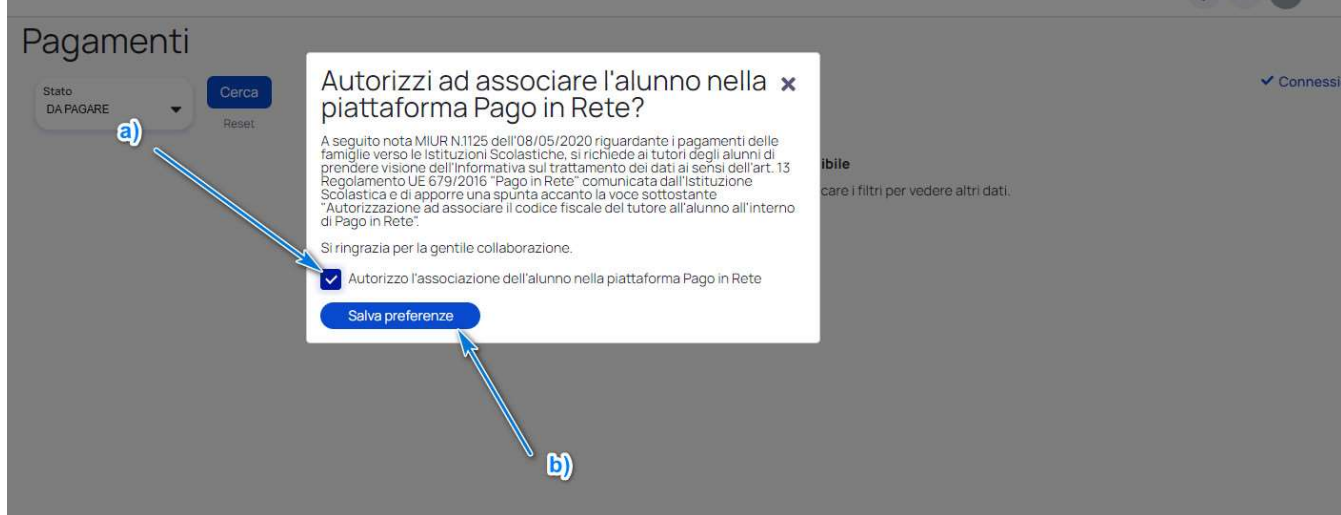 Pagamenti
Stato
DA PAGARE
Cerca
Reset
a)
Autorizzi ad associare l'alunno nella
piattaforma Pago in Rete?
A seguito nota MIUR N.1125 dell'08/05/2020 riguardante i pagamenti delle
famiglie verso le Istituzioni Scolastiche, si richiede ai tutori degli alunni di
prendere visione dell'Informativa sul trattamento dei dati ai sensi dell'art. 13
Regolamento UE 679/2016 "Pago in Rete" comunicata dall'Istituzione
Scolastica e di apporre una spunta accanto la voce sottostante
"Autorizzazione ad associare il codice fiscale del tutore all'alunno all'interno
di Pago in Rete".
Si ringrazia per la gentile collaborazione.
Autorizzo l'associazione dell'alunno nella piattaforma Pago in Rete
Salva preferenze
b)
Connessi
ibile
care i filtri per vedere altri dati.